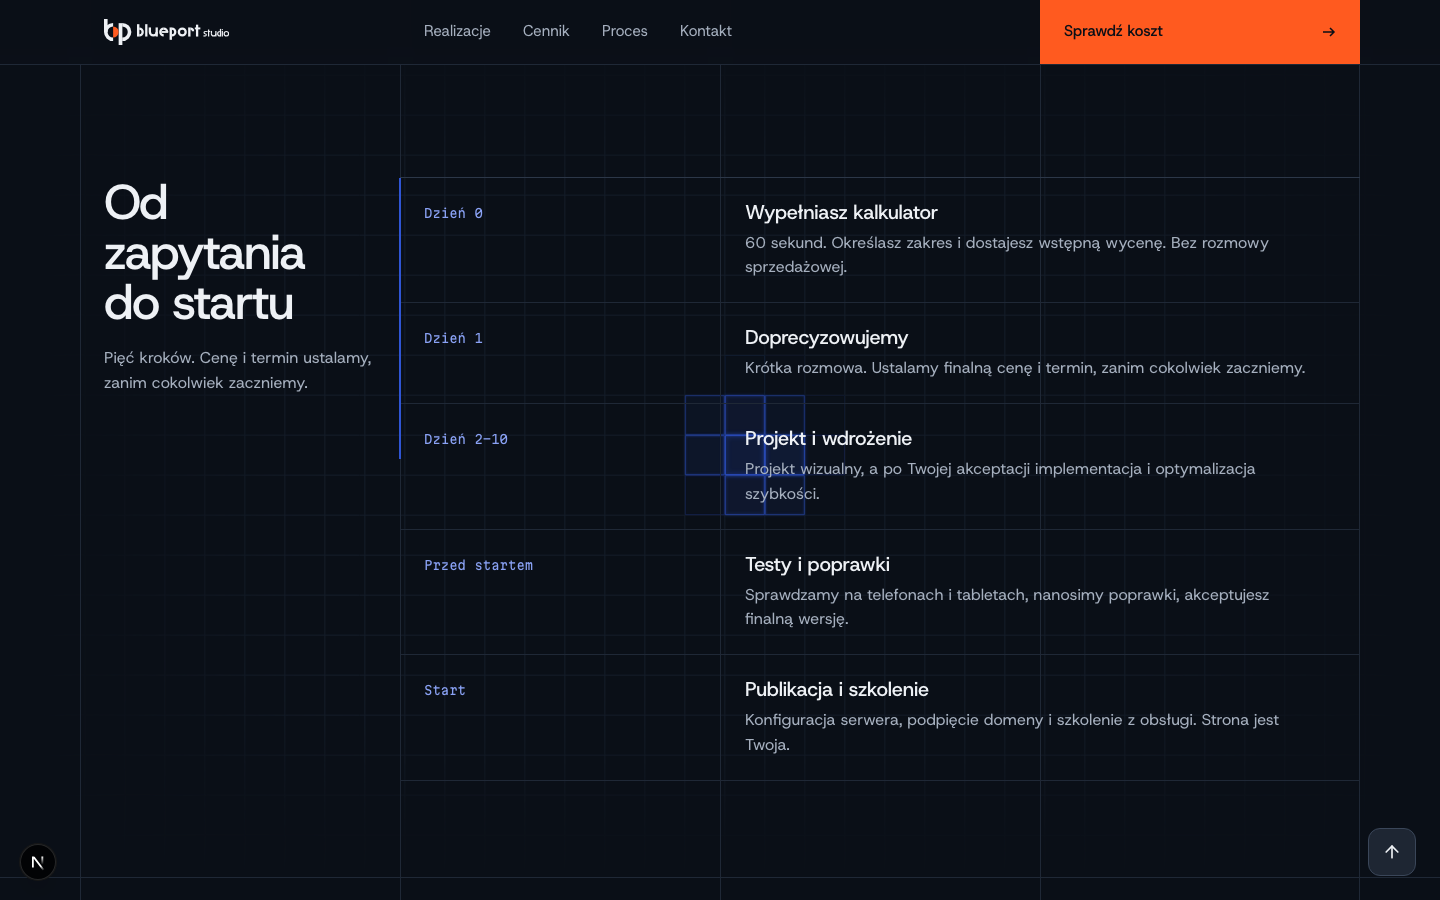 blueport studio
Realizacje
Cennik
Proces
Kontakt
Sprawdź koszt
Od
zapytania
do startu
Pięć kroków. Cenę i termin ustalamy,
zanim cokolwiek zaczniemy.
Dzień 0
Wypełniasz kalkulator
60 sekund. Określasz zakres i dostajesz wstępną wycenę. Bez rozmowy
sprzedażowej.
Dzień 1
Doprecyzowujemy
Krótka rozmowa. Ustalamy finalną cenę i termin, zanim cokolwiek zaczniemy.
Dzień 2–10
Projekt i wdrożenie
Projekt wizualny, a po Twojej akceptacji implementacja i optymalizacja
szybkości.
Przed startem
Testy i poprawki
Sprawdzamy na telefonach i tabletach, nanosimy poprawki, akceptujesz
finalną wersję.
Start
Publikacja i szkolenie
Konfiguracja serwera, podpięcie domeny i szkolenie z obsługi. Strona jest
Twoja.
N